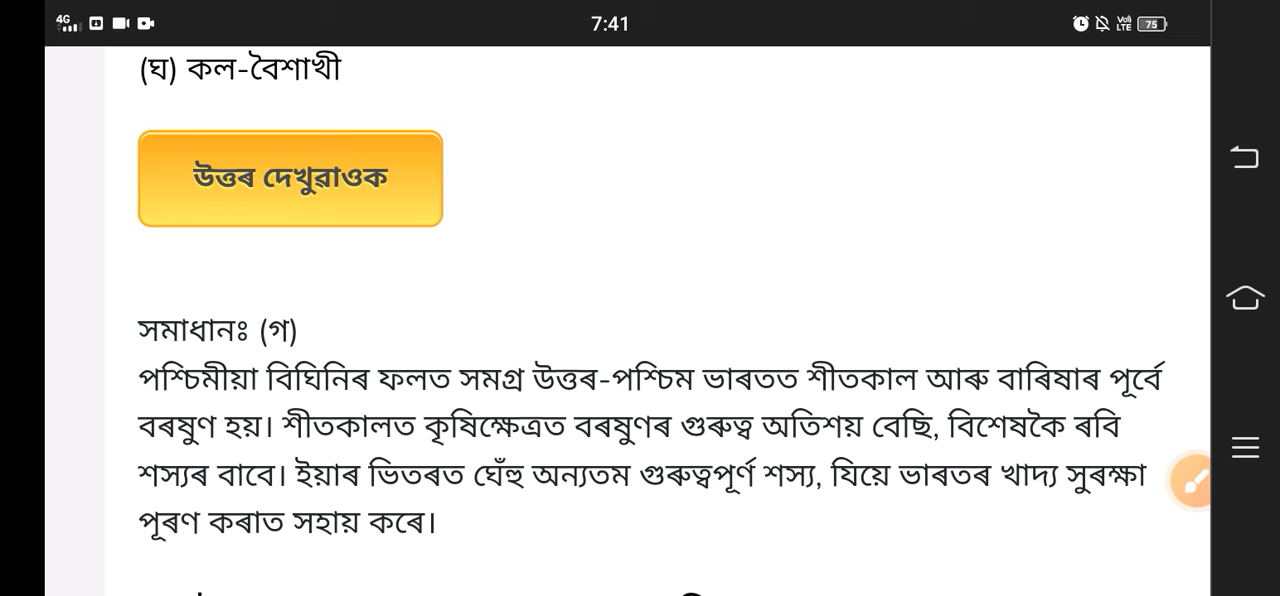 4G
7:41
Vo)
LTE
75
(ঘ) কল-বৈশাখী
উত্তৰ দেখুৱাওক
সমাধানঃ (গ)
পশ্চিমীয়া বিঘিনিৰ ফলত সমগ্ৰ উত্তৰ-পশ্চিম ভাৰতত শীতকাল আৰু বাৰিষাৰ পূৰ্বে
বৰষুণ হয়। শীতকালত কৃষিক্ষেত্ৰত বৰষুণৰ গুৰুত্ব অতিশয় বেছি, বিশেষকৈ ৰবি
শস্যৰ বাবে। ইয়াৰ ভিতৰত ঘেঁহু অন্যতম গুৰুত্বপূৰ্ণ শস্য, যিয়ে ভাৰতৰ খাদ্য সুৰক্ষা
পূৰণ কৰাত সহায় কৰে।